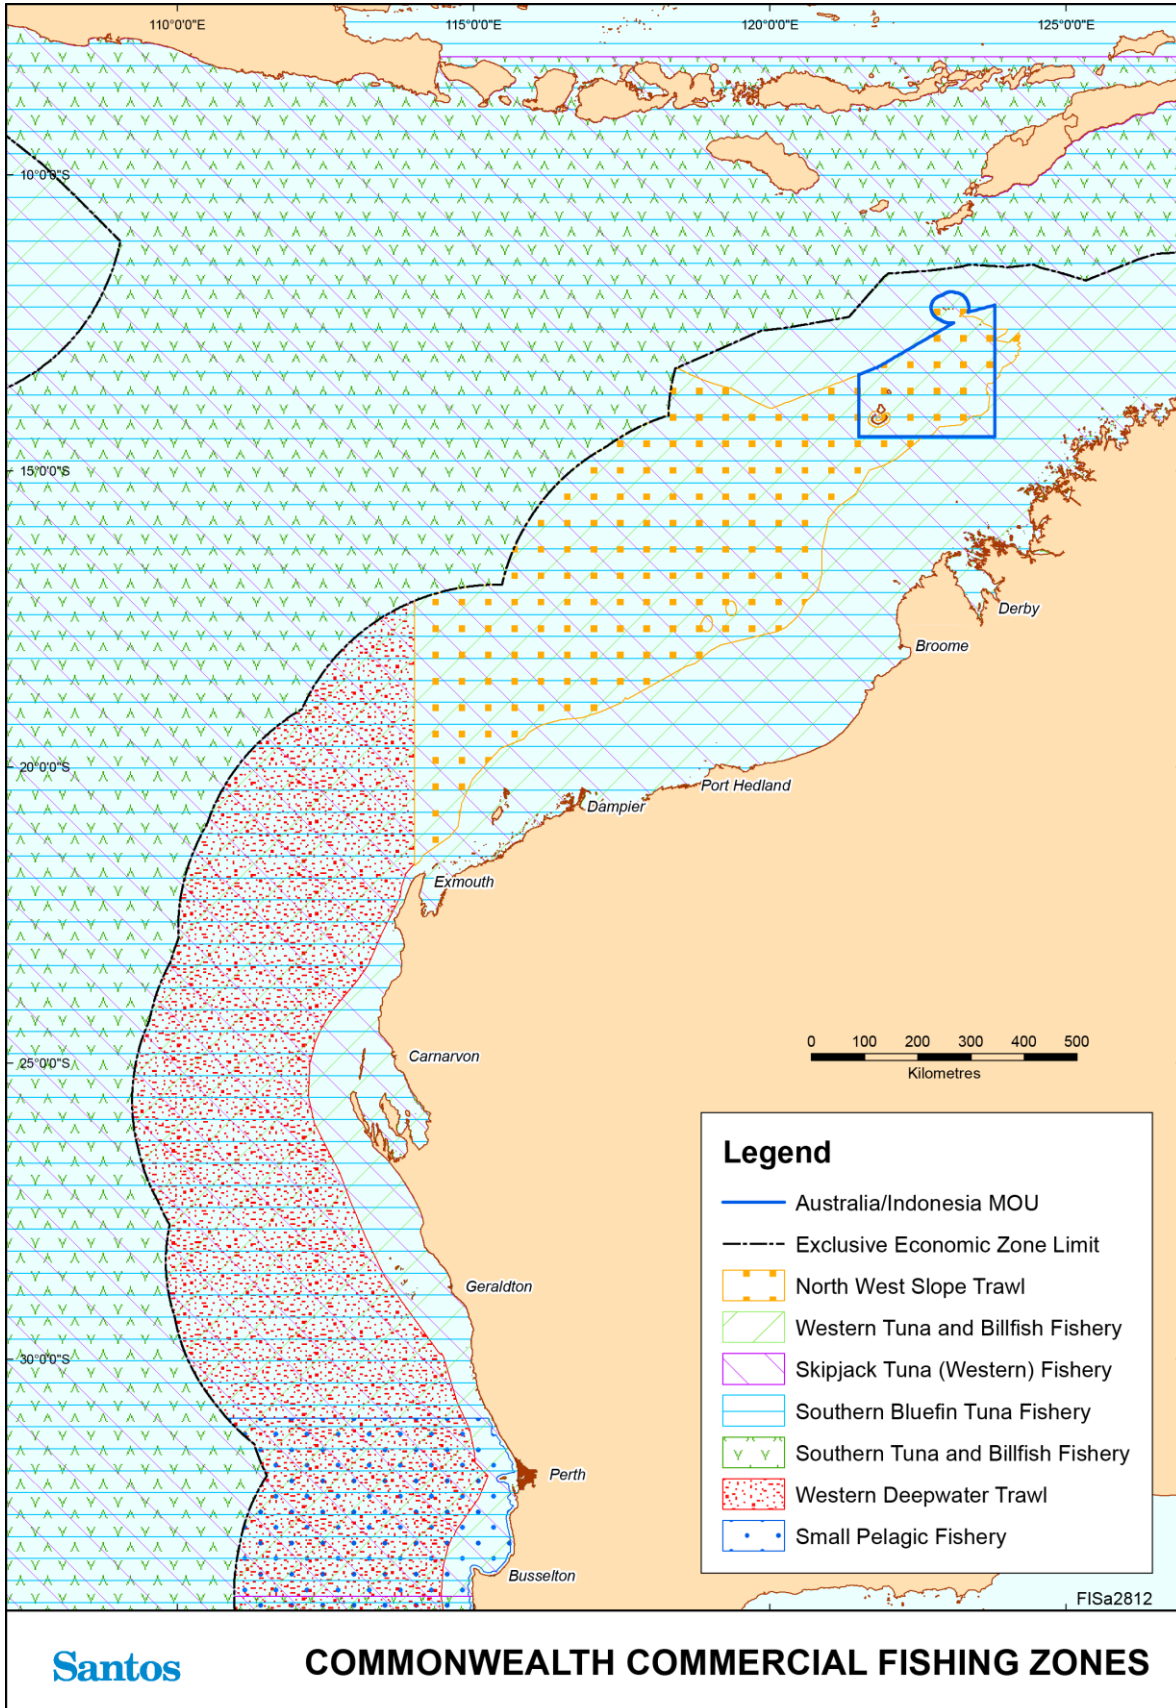 110°0'0"E
115°0'0"E
120°0'0"E
125°0'0"E
10°0'0"S
15°0'0"S
Derby
Broome
20°0'0"S
Port Hedland
Dampier
Exmouth
0 100 200 300 400 500
Kilometres
Carnarvon
25°0'0"S
Legend
Australia/Indonesia MOU
Exclusive Economic Zone Limit
North West Slope Trawl
Geraldton
Western Tuna and Billfish Fishery
30°0'0"S
Skipjack Tuna (Western) Fishery
Southern Bluefin Tuna Fishery
Southern Tuna and Billfish Fishery
Perth
Western Deepwater Trawl
Small Pelagic Fishery
Busselton
FISa2812
Santos
COMMONWEALTH COMMERCIAL FISHING ZONES